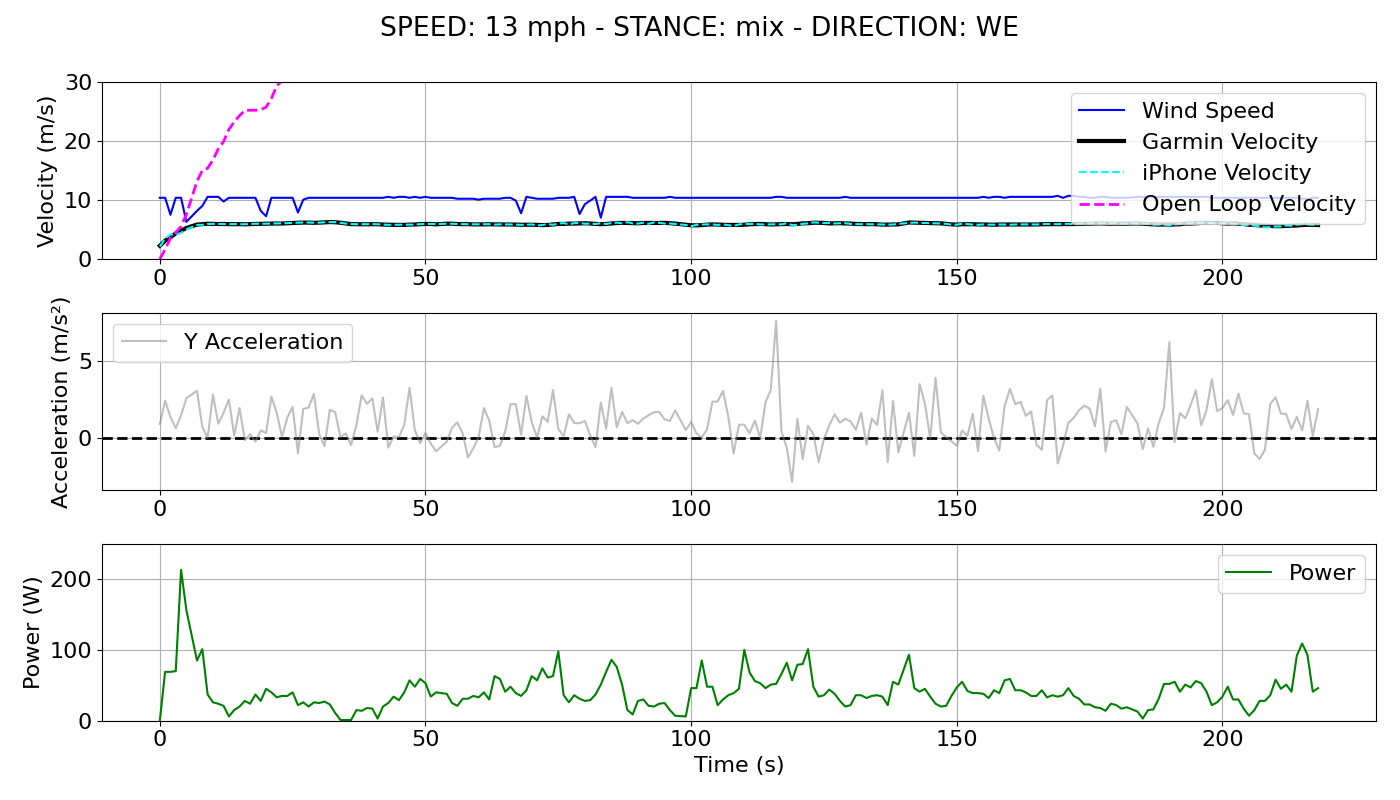 SPEED: 13 mph - STANCE: mix - DIRECTION: WE
Velocity (m/s)
30
20
10
0
Wind Speed
Garmin Velocity
iPhone Velocity
Open Loop Velocity
0 50 100 150 200
Acceleration (m/s²)
5
0
Y Acceleration
0 50 100 150 200
Power (W)
200
100
0
Power
0 50 100 150 200
Time (s)